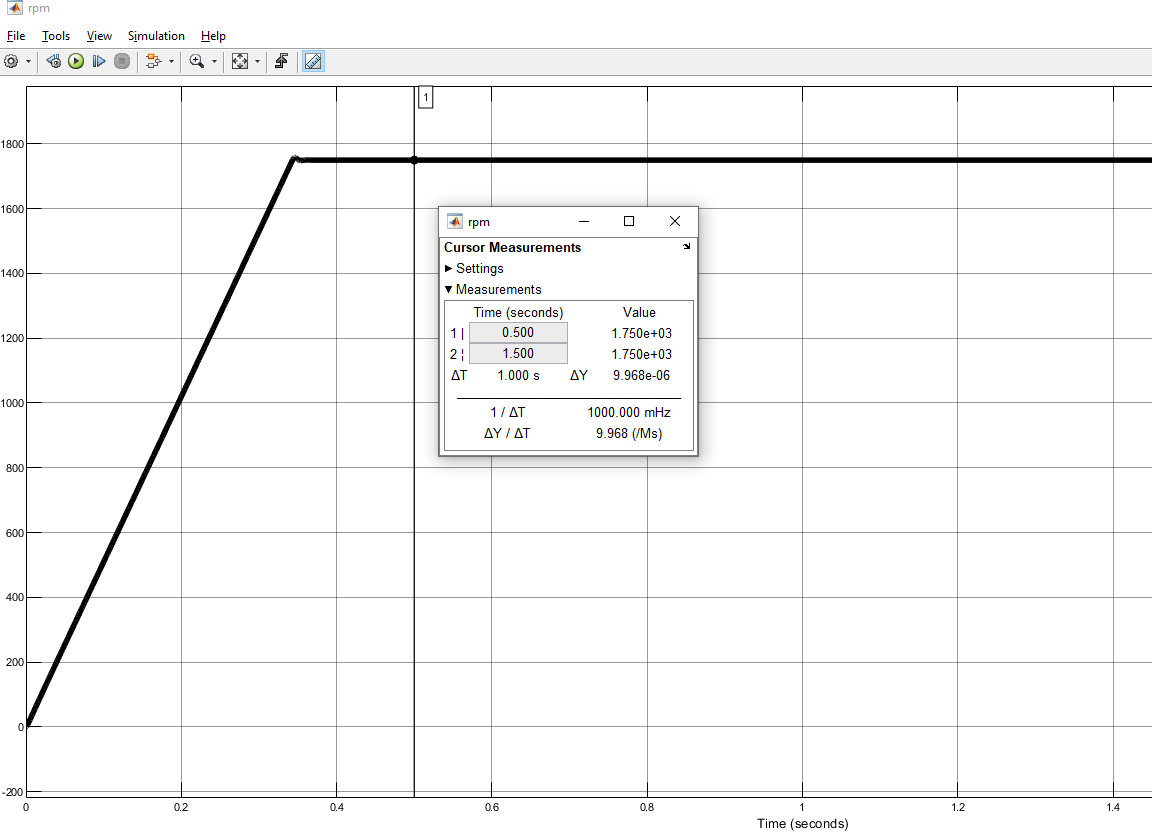 rpm
File Tools View Simulation Help
1
1800
1600
1400
1200
1000
800
600
400
200
0
-200
0 0.2 0.4 0.6 0.8 1 1.2 1.4
Time (seconds)
rpm
Cursor Measurements
Settings
Measurements
Time (seconds) Value
1 | 0.500 1.750e+03
2 ¦ 1.500 1.750e+03
ΔT 1.000 s ΔY 9.968e-06
1 / ΔT 1000.000 mHz
ΔY / ΔT 9.968 (/Ms)